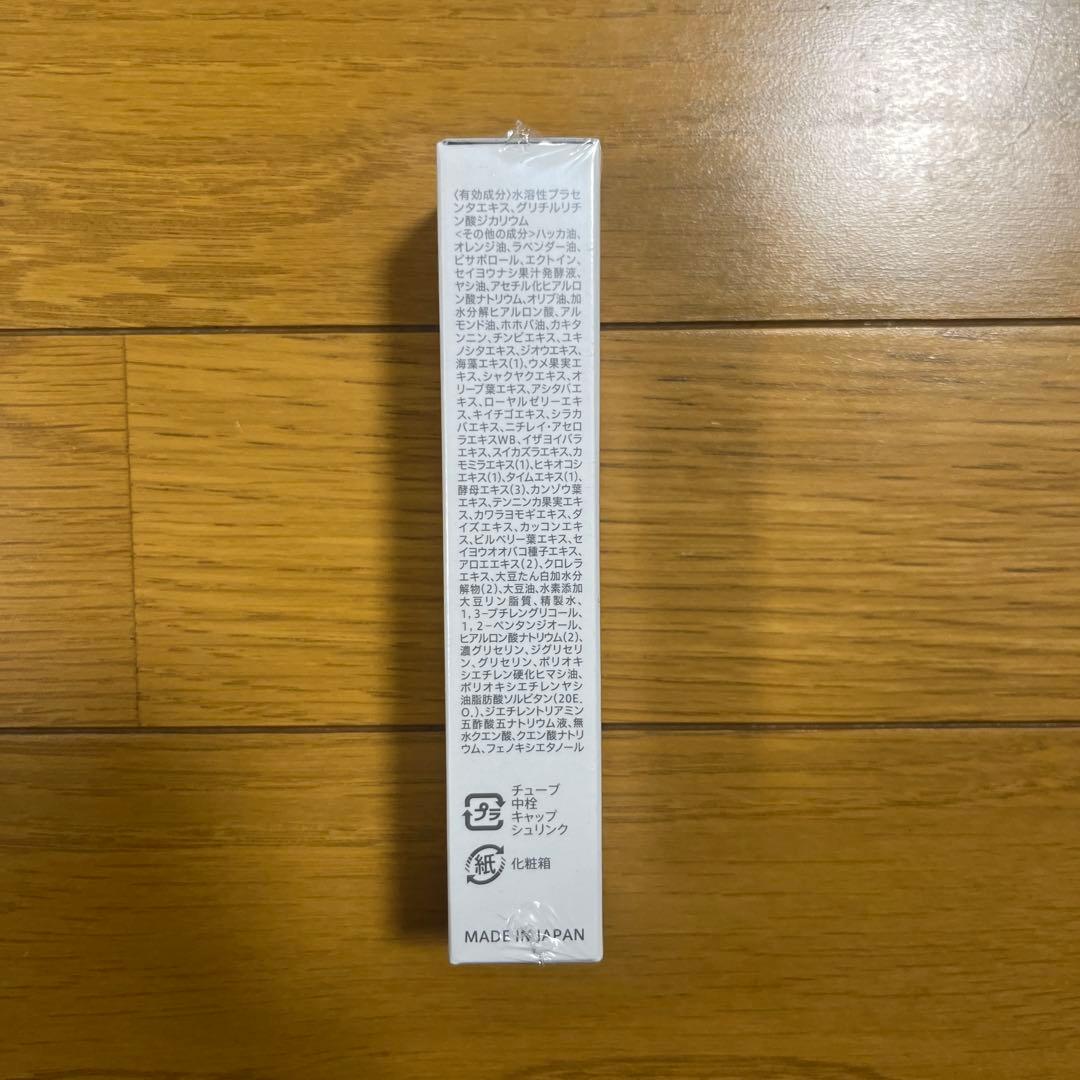 〈有効成分〉水溶性プラセ
ンタエキス、グリチルリチ
ン酸ジカリウム
<その他の成分>ハッカ油、
オレンジ油、ラベンダー油、
ビサボロール、エクトイン、
セイヨウナシ果汁発酵液、
ヤシ油、アセチル化ヒアルロ
ン酸ナトリウム、オリブ油、加
水分解ヒアルロン酸、アル
モンド油、ホホバ油、カキタ
ンニン、チンピエキス、ユキ
ノシタエキス、ジオウエキス、
海藻エキス(1)、ウメ果実エ
キス、シャクヤクエキス、オ
リーブ葉エキス、アシタバエ
キス、ローヤルゼリーエキ
ス、キイチゴエキス、シラカ
バエキス、ニチレイ・アセロ
ラエキスWB、イザヨイバラ
エキス、スイカズラエキス、カ
モミラエキス(1)、ヒキオコシ
エキス(1)、タイムエキス(1)、
酵母エキス(3)、カンゾウ葉
エキス、テンニンカ果実エキ
ス、カワラヨモギエキス、ダ
イズエキス、カッコンエキ
ス、ビルベリー葉エキス、セ
イヨウオオバコ種子エキス、
アロエエキス(2)、クロレラ
エキス、大豆たん白加水分
解物(2)、大豆油、水素添加
大豆リン脂質、精製水、
1,3-ブチレングリコール、
1,2-ペンタンジオール、
ヒアルロン酸ナトリウム(2)、
濃グリセリン、ジグリセリ
ン、グリセリン、ポリオキ
シエチレン硬化ヒマシ油、
ポリオキシエチレンヤシ
油脂肪酸ソルビタン(20E.
O.)、ジエチレントリアミン
五酢酸五ナトリウム液、無
水クエン酸、クエン酸ナトリ
ウム、フェノキシエタノール
プラ
チューブ
中栓
キャップ
シュリンク
紙 化粧箱
MADE IN JAPAN